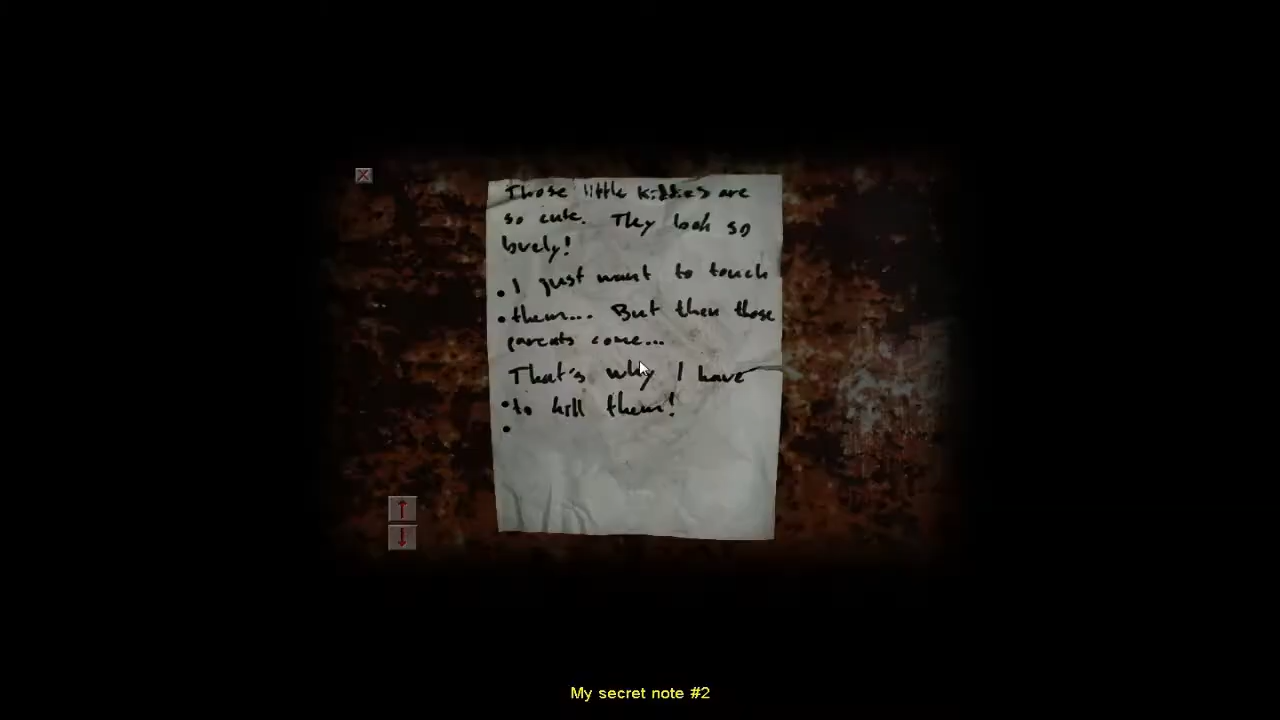 Those little kiddies are
so cute. They look so
lovely!
I just want to touch
them... But then those
parents come...
That's why I have
to kill them!
My secret note #2